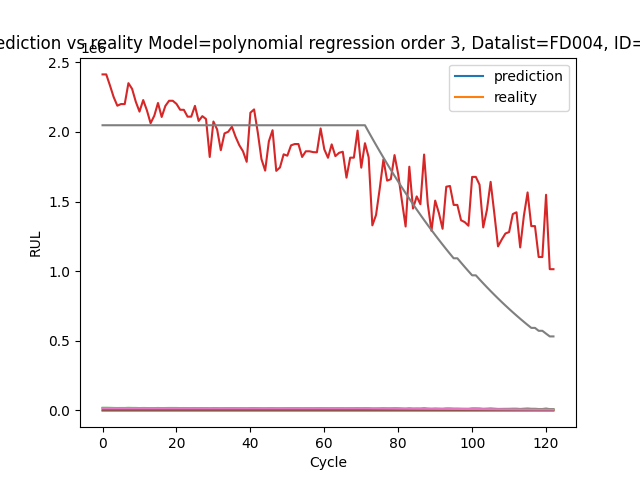 ediction vs reality Model=polynomial regression order 3, Datalist=FD004, ID=
1e6
prediction
reality
2.5
2.0
1.5
1.0
0.5
0.0
RUL
0 20 40 60 80 100 120
Cycle